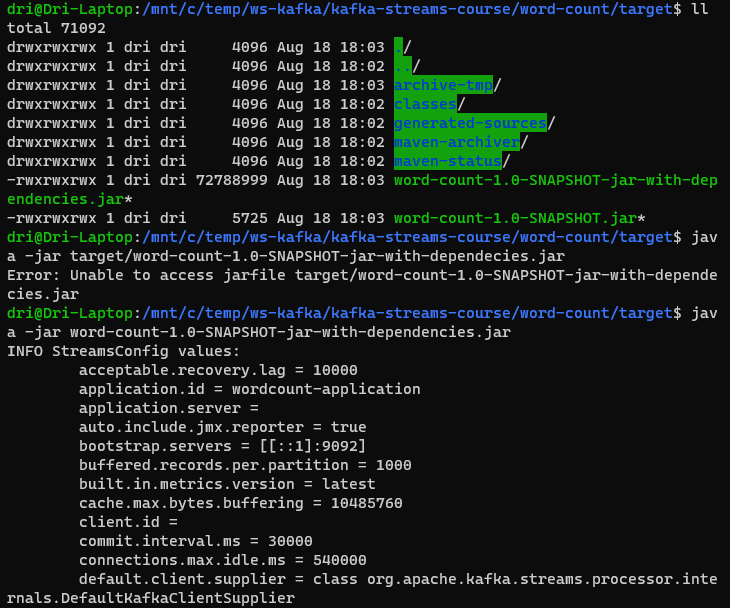 dri@Dri-Laptop:/mnt/c/temp/ws-kafka/kafka-streams-course/word-count/target$ ll
total 71092
drwxrwxrwx 1 dri dri     4096 Aug 18 18:03 ./
drwxrwxrwx 1 dri dri     4096 Aug 18 18:02 ../
drwxrwxrwx 1 dri dri     4096 Aug 18 18:03 archive-tmp/
drwxrwxrwx 1 dri dri     4096 Aug 18 18:02 classes/
drwxrwxrwx 1 dri dri     4096 Aug 18 18:02 generated-sources/
drwxrwxrwx 1 dri dri     4096 Aug 18 18:02 maven-archiver/
drwxrwxrwx 1 dri dri     4096 Aug 18 18:02 maven-status/
-rwxrwxrwx 1 dri dri 72788999 Aug 18 18:03 word-count-1.0-SNAPSHOT-jar-with-dep
endencies.jar*
-rwxrwxrwx 1 dri dri     5725 Aug 18 18:03 word-count-1.0-SNAPSHOT.jar*
dri@Dri-Laptop:/mnt/c/temp/ws-kafka/kafka-streams-course/word-count/target$ jav
a -jar target/word-count-1.0-SNAPSHOT-jar-with-dependecies.jar
Error: Unable to access jarfile target/word-count-1.0-SNAPSHOT-jar-with-depende
cies.jar
dri@Dri-Laptop:/mnt/c/temp/ws-kafka/kafka-streams-course/word-count/target$ jav
a -jar word-count-1.0-SNAPSHOT-jar-with-dependencies.jar
INFO StreamsConfig values:
        acceptable.recovery.lag = 10000
        application.id = wordcount-application
        application.server =
        auto.include.jmx.reporter = true
        bootstrap.servers = [[::1]:9092]
        buffered.records.per.partition = 1000
        built.in.metrics.version = latest
        cache.max.bytes.buffering = 10485760
        client.id =
        commit.interval.ms = 30000
        connections.max.idle.ms = 540000
        default.client.supplier = class org.apache.kafka.streams.processor.inte
rnals.DefaultKafkaClientSupplier